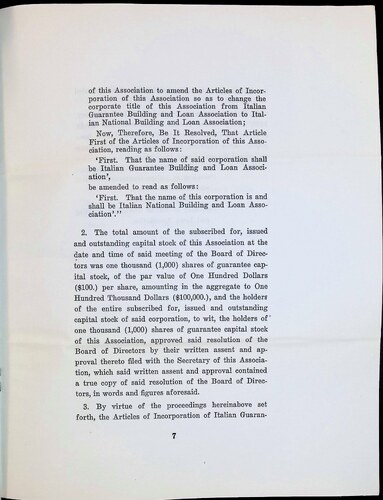 of this Association to amend the Articles of Incor-
poration of this Association so as to change the
corporate title of this Association from Italian
Guarantee Building and Loan Association to Ital-
ian National Building and Loan Association;
Now, Therefore, Be It Resolved, That Article
First of the Articles of Incorporation of this Asso-
ciation, reading as follows:
'First. That the name of said corporation shall
be Italian Guarantee Building and Loan Associ-
ation',
be amended to read as follows:
'First. That the name of this corporation is and
shall be Italian National Building and Loan Asso-
ciation'."
2. The total amount of the subscribed for, issued
and outstanding capital stock of this Association at the
date and time of said meeting of the Board of Direc-
tors was one thousand (1,000) shares of guarantee cap-
ital stock, of the par value of One Hundred Dollars
($100.) per share, amounting in the aggregate to One
Hundred Thousand Dollars ($100,000.), and the holders
of the entire subscribed for, issued and outstanding
capital stock of said corporation, to wit, the holders of
one thousand (1,000) shares of guarantee capital stock
of this Association, approved said resolution of the
Board of Directors by their written assent and ap-
proval thereto filed with the Secretary of this Associa-
tion, which said written assent and approval contained
a true copy of said resolution of the Board of Direc-
tors, in words and figures aforesaid.
3. By virtue of the proceedings hereinabove set
forth, the Articles of Incorporation of Italian Guaran-
7